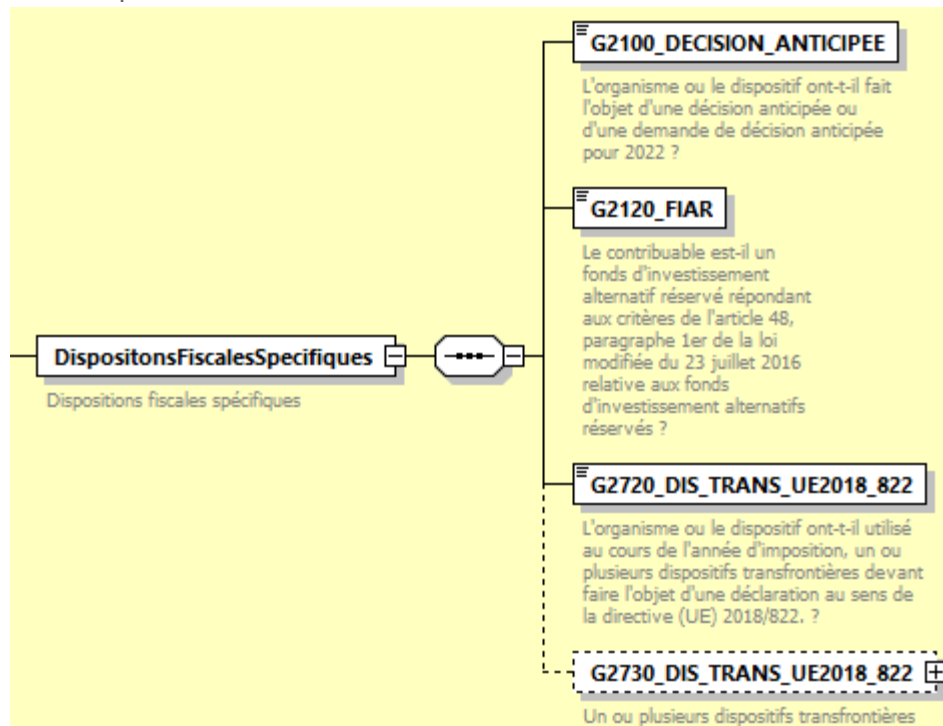 G2100_DECISION_ANTICIPEE
L'organisme ou le dispositif ont-t-il fait
l'objet d'une décision anticipée ou
d'une demande de décision anticipée
pour 2022 ?
G2120_FIAR
Le contribuable est-il un
fonds d'investissement
alternatif réservé répondant
aux critères de l'article 48,
paragraphe 1er de la loi
modifiée du 23 juillet 2016
relative aux fonds
d'investissement alternatifs
réservés ?
DispositonsFiscalesSpecifiques
Dispositions fiscales spécifiques
G2720_DIS_TRANS_UE2018_822
L'organisme ou le dispositif ont-t-il utilisé
au cours de l'année d'imposition, un ou
plusieurs dispositifs transfrontières devant
faire l'objet d'une déclaration au sens de
la directive (UE) 2018/822. ?
G2730_DIS_TRANS_UE2018_822
Un ou plusieurs dispositifs transfrontières